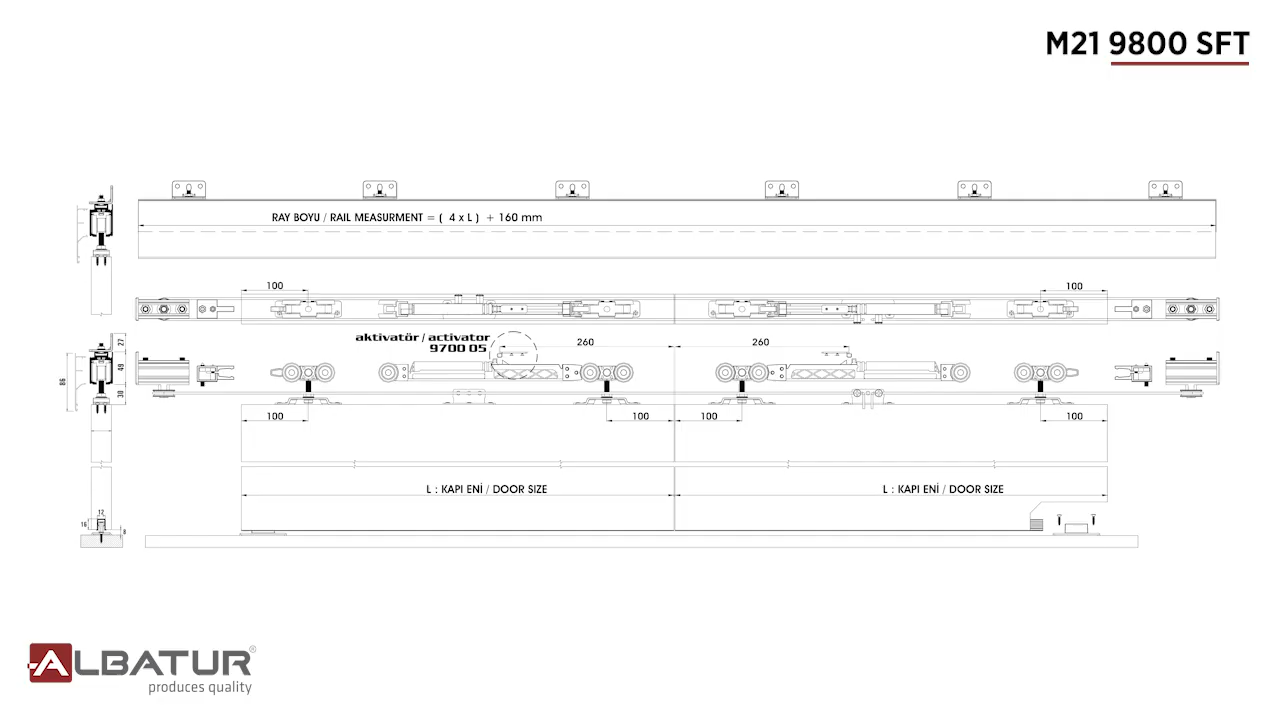 M21 9800 SFT
RAY BOYU / RAIL MEASURMENT = ( 4 x L ) + 160 mm
100
100
aktivatör / activator
9700 05
260
260
27
49
38
86
100
100
100
100
L : KAPI ENİ / DOOR SIZE
L : KAPI ENİ / DOOR SIZE
12
16
8
ALBATUR®
produces quality